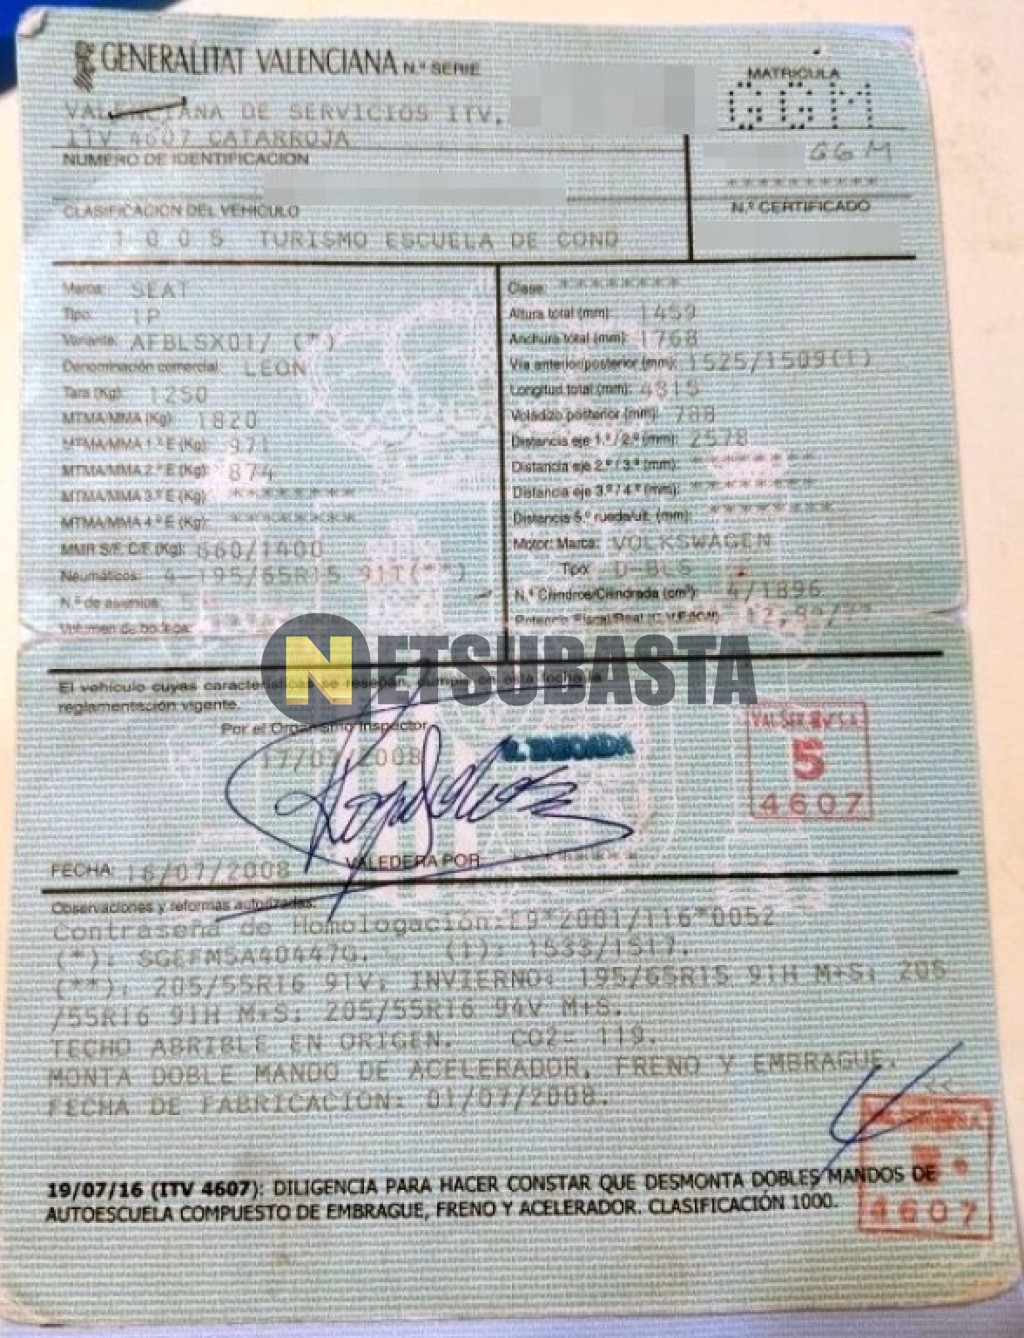 GENERALITAT VALENCIANA N.º SERIE
MATRICULA
GGM
VALENCIANA DE SERVICIOS ITV.
ITV 4607 CATARROJA
NUMERO DE IDENTIFICACION
GGM
**********
CLASIFICACION DEL VEHICULO
N.º CERTIFICADO
1005 TURISMO ESCUELA DE COND
Marca: SEAT
Tipo: 1P
Variante: AFBLSX01/ (*)
Denominación comercial: LEON
Tara (Kg): 1250
MTMA/MMA (Kg): 1820
MTMA/MMA 1.º E (Kg): 971
MTMA/MMA 2.º E (Kg): 874
MTMA/MMA 3.º E (Kg): ********
MTMA/MMA 4.º E (Kg): ********
MMR S/F. C/F. (Kg): 660/1400
Neumáticos: 4-195/65R15 91T(**)
N.º de asientos: 5
Volumen de bodega:
Clase: ********
Altura total (mm): 1459
Anchura total (mm): 1768
Vía anterior/posterior (mm): 1525/1509(1)
Longitud total (mm): 4315
Voladizo posterior (mm): 788
Distancia eje 1.º/2.º (mm): 2578
Distancia eje 2.º/3.º (mm): ********
Distancia eje 3.º/4.º (mm): ********
Distancia 5.ª rueda/ult. (mm): ********
Motor: Marca: VOLKSWAGEN
Tipo: D-BLS
N.º Cilindros/Cilindrada (cm³): 4/1896
Potencia Fiscal/Real (C.V.F./kW):
NETSUBASTA
El vehículo cuyas características se reseñan, cumple en esta fecha la
reglamentación vigente.
Por el Organismo Inspector
17/07/2008
R. TABOADA
5
4607
FECHA: 16/07/2008
VALEDERA POR: ********
Observaciones y reformas autorizadas:
Contraseña de Homologación:E9*2001/116*0052
(*): SGEFM5A40447G. (1): 1533/1517.
(**): 205/55R16 91V; INVIERNO: 195/65R15 91H M+S; 205
/55R16 91H M+S; 205/55R16 94V M+S.
TECHO ABRIBLE EN ORIGEN. CO2= 119.
MONTA DOBLE MANDO DE ACELERADOR, FRENO Y EMBRAGUE.
FECHA DE FABRICACION: 01/07/2008.
<<
19/07/16 (ITV 4607): DILIGENCIA PARA HACER CONSTAR QUE DESMONTA DOBLES MANDOS DE
AUTOESCUELA COMPUESTO DE EMBRAGUE, FRENO Y ACELERADOR. CLASIFICACIÓN 1000.
4607